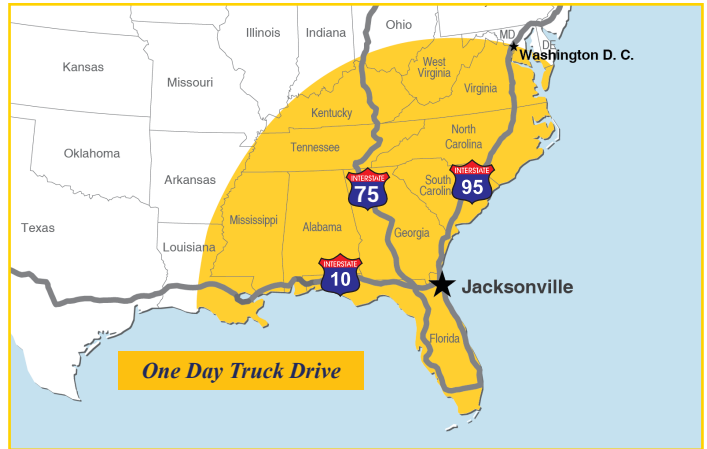 Ohio
Illinois
Indiana
MD
DE
Washington D. C.
Kansas
West
Virginia
Missouri
Virginia
Kentucky
North
Carolina
Tennessee
Oklahoma
Arkansas
INTERSTATE
75
INTERSTATE
95
South
Carolina
Mississippi
Alabama
Georgia
Texas
Louisiana
INTERSTATE
10
Jacksonville
Florida
One Day Truck Drive